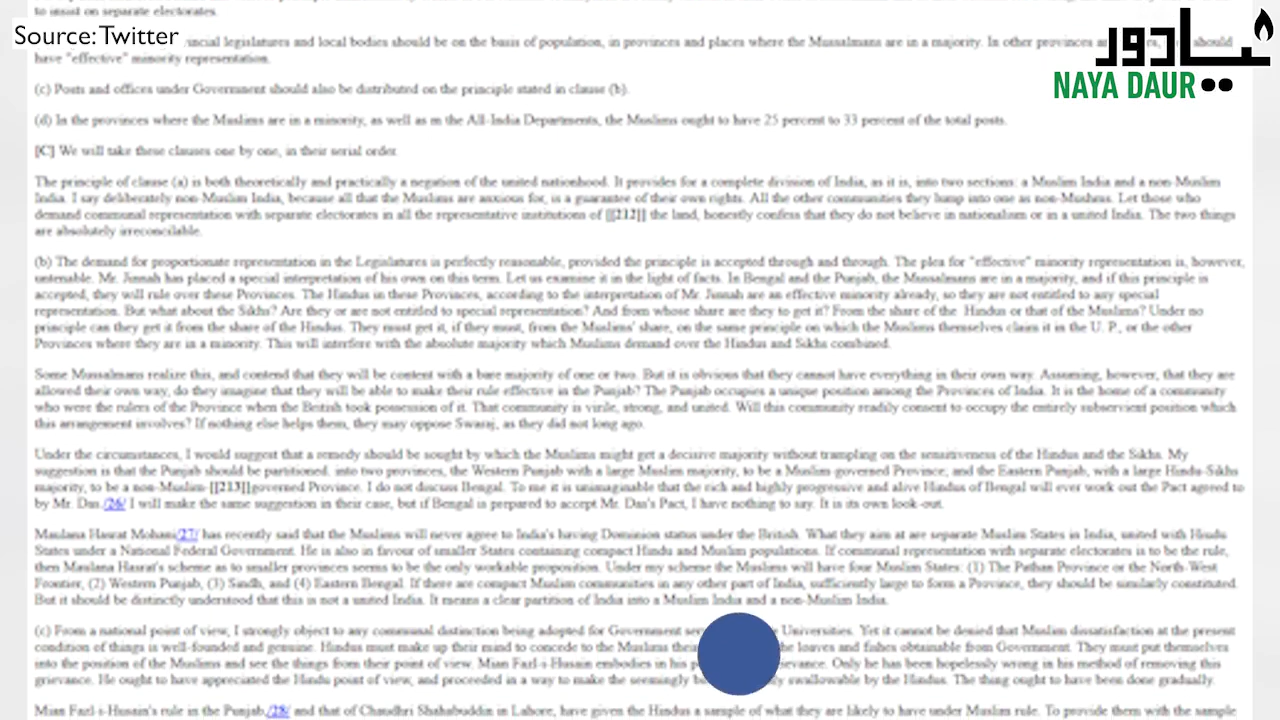 to insist on separate electorates.
Source: Twitter
نیا دور
NAYA DAUR
legislatures and local bodies should be on the basis of population, in provinces and places where the Mussalmans are in a majority. In other provinces should
have "effective" minority representation.
(c) Posts and offices under Government should also be distributed on the principle stated in clause (b).
(d) In the provinces where the Muslims are in a minority, as well as m the All-India Departments, the Muslims ought to have 25 percent to 33 percent of the total posts.
[C] We will take these clauses one by one, in their serial order.
The principle of clause (a) is both theoretically and practically a negation of the united nationhood. It provides for a complete division of India, as it is, into two sections: a Muslim India and a non-Muslim
India. I say deliberately non-Muslim India, because all that the Muslims are anxious for, is a guarantee of their own rights. All the other communities they lump into one as non-Muslims. Let those who
demand communal representation with separate electorates in all the representative institutions of [[212]] the land, honestly confess that they do not believe in nationalism or in a united India. The two things
are absolutely irreconcilable.
(b) The demand for proportionate representation in the Legislatures is perfectly reasonable, provided the principle is accepted through and through. The plea for "effective" minority representation is, however,
untenable. Mr. Jinnah has placed a special interpretation of his own on this term. Let us examine it in the light of facts. In Bengal and the Punjab, the Mussalmans are in a majority, and if this principle is
accepted, they will rule over these Provinces. The Hindus in these Provinces, according to the interpretation of Mr. Jinnah are an effective minority already, so they are not entitled to any special
representation. But what about the Sikhs? Are they or are not entitled to special representation? And from whose share are they to get it? From the share of the Hindus or that of the Muslims? Under no
principle can they get it from the share of the Hindus. They must get it, if they must, from the Muslims' share, on the same principle on which the Muslims themselves claim it in the U. P., or the other
Provinces where they are in a minority. This will interfere with the absolute majority which Muslims demand over the Hindus and Sikhs combined.
Some Mussalmans realize this, and contend that they will be content with a bare majority of one or two. But it is obvious that they cannot have everything in their own way. Assuming, however, that they are
allowed their own way, do they imagine that they will be able to make their rule effective in the Punjab? The Punjab occupies a unique position among the Provinces of India. It is the home of a community
who were the rulers of the Province when the British took possession of it. That community is virile, strong, and united. Will this community readily consent to occupy the entirely subservient position which
this arrangement involves? If nothing else helps them, they may oppose Swaraj, as they did not long ago.
Under the circumstances, I would suggest that a remedy should be sought by which the Muslims might get a decisive majority without trampling on the sensitiveness of the Hindus and the Sikhs. My
suggestion is that the Punjab should be partitioned into two provinces, the Western Punjab with a large Muslim majority, to be a Muslim-governed Province; and the Eastern Punjab, with a large Hindu-Sikhs
majority, to be a non-Muslim-[[213]]governed Province. I do not discuss Bengal. To me it is unimaginable that the rich and highly progressive and alive Hindus of Bengal will ever work out the Pact agreed to
by Mr. Das./26/ I will make the same suggestion in their case, but if Bengal is prepared to accept Mr. Das's Pact, I have nothing to say. It is its own look-out.
Maulana Hasrat Mohani/27/ has recently said that the Muslims will never agree to India's having Dominion status under the British. What they aim at are separate Muslim States in India, united with Hindu
States under a National Federal Government. He is also in favour of smaller States containing compact Hindu and Muslim populations. If communal representation with separate electorates is to be the rule,
then Maulana Hasrat's scheme as to smaller provinces seems to be the only workable proposition. Under my scheme the Muslims will have four Muslim States: (1) The Pathan Province or the North-West
Frontier, (2) Western Punjab, (3) Sindh, and (4) Eastern Bengal. If there are compact Muslim communities in any other part of India, sufficiently large to form a Province, they should be similarly constituted.
But it should be distinctly understood that this is not a united India. It means a clear partition of India into a Muslim India and a non-Muslim India.
(c) From a national point of view, I strongly object to any communal distinction being adopted for Government Universities. Yet it cannot be denied that Muslim dissatisfaction at the present
condition of things is well-founded and genuine. Hindus must make up their mind to concede to the Muslims the loaves and fishes obtainable from Government. They must put themselves
into the position of the Muslims and see the things from their point of view. Mian Fazl-i-Husain embodies in his Only he has been hopelessly wrong in his method of removing this
grievance. He ought to have appreciated the Hindu point of view, and proceeded in a way to make the seemingly swallowable by the Hindus. The thing ought to have been done gradually.
Mian Fazl-i-Husain's rule in the Punjab,/28/ and that of Chaudhri Shahabuddin in Lahore, have given the Hindus a sample of what they are likely to have under Muslim rule. To provide them with the sample